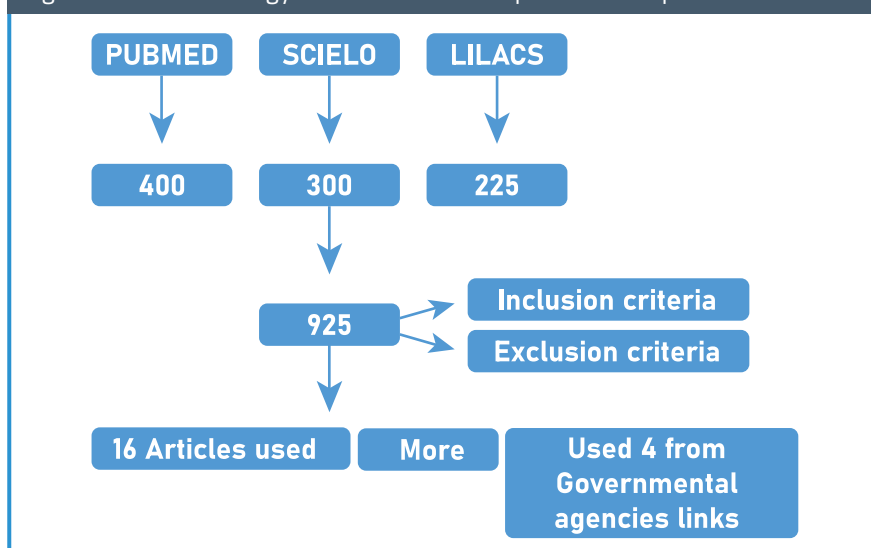 PUBMED SCIELO LILACS
400 300 225
Inclusion criteria
925
Exclusion criteria
16 Articles used More Used 4 from
Governmental
agencies links